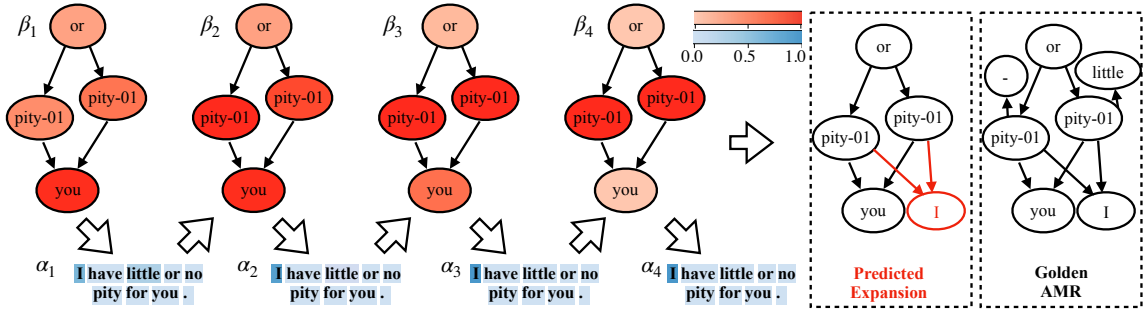 β1
or
pity-01
pity-01
you
β2
or
pity-01
pity-01
you
β3
or
pity-01
pity-01
you
β4
or
pity-01
pity-01
you
0.0 0.5 1.0
α1
I have little or no
pity for you .
α2
I have little or no
pity for you .
α3
I have little or no
pity for you .
α4
I have little or no
pity for you .
or
pity-01
pity-01
you
I
Predicted
Expansion
or
-
little
pity-01
pity-01
you
I
Golden
AMR